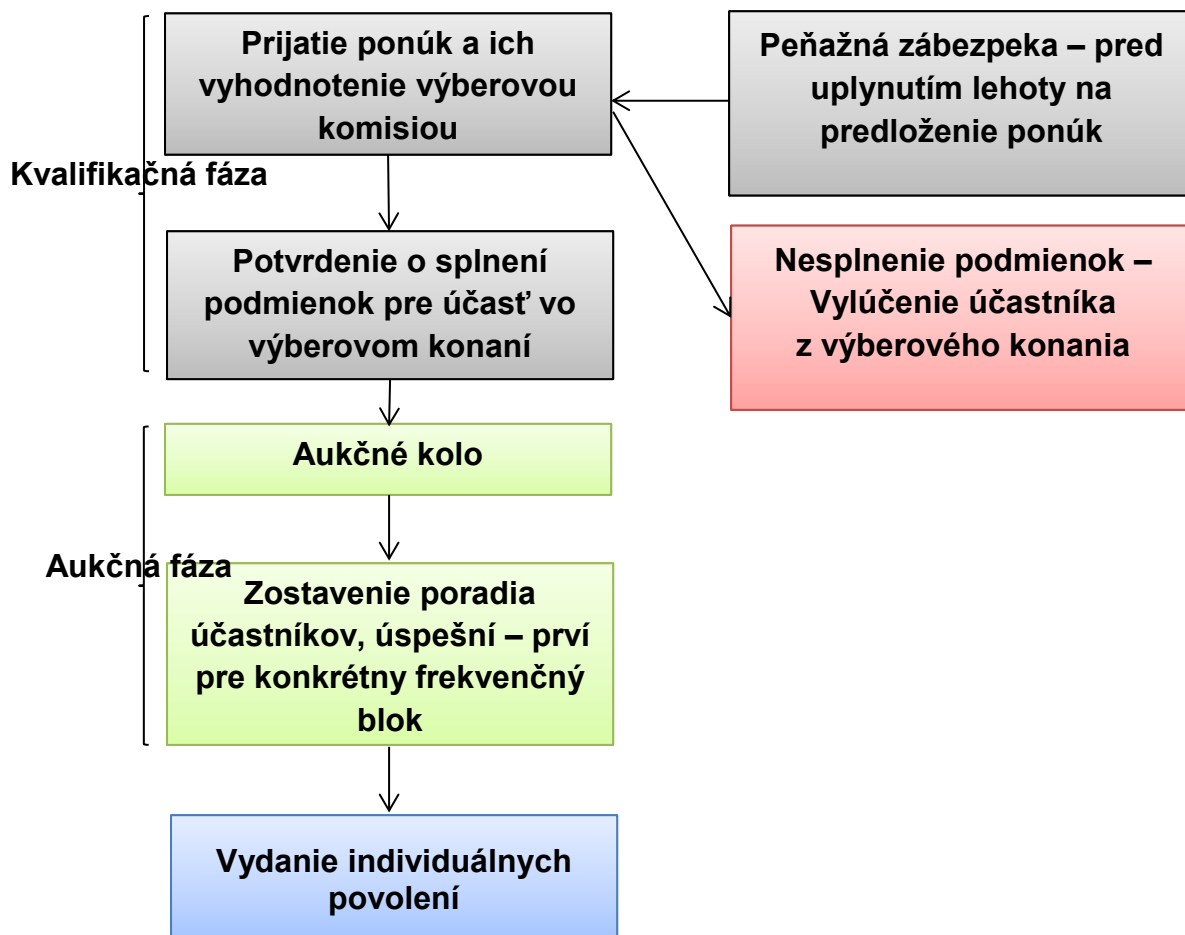 Prijatie ponúk a ich
vyhodnotenie výberovou
komisiou
Peňažná zábezpeka – pred
uplynutím lehoty na
predloženie ponúk
Kvalifikačná fáza
Potvrdenie o splnení
podmienok pre účasť vo
výberovom konaní
Nesplnenie podmienok –
Vylúčenie účastníka
z výberového konania
Aukčné kolo
Aukčná fáza
Zostavenie poradia
účastníkov, úspešní – prví
pre konkrétny frekvenčný
blok
Vydanie individuálnych
povolení